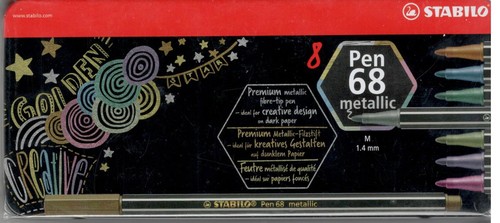 www.stabilo.com
STABILO
GOLDEN
STARS
CREATIVE
8
Pen
68
metallic
M
1.4 mm
Premium metallic
fibre-tip pen
– ideal for creative design
on dark paper
Premium Metallic-Filzstift
– ideal für kreatives Gestalten
auf dunklem Papier
Feutre métallisé de qualité
– idéal sur papiers foncés
STABILO Pen 68 metallic